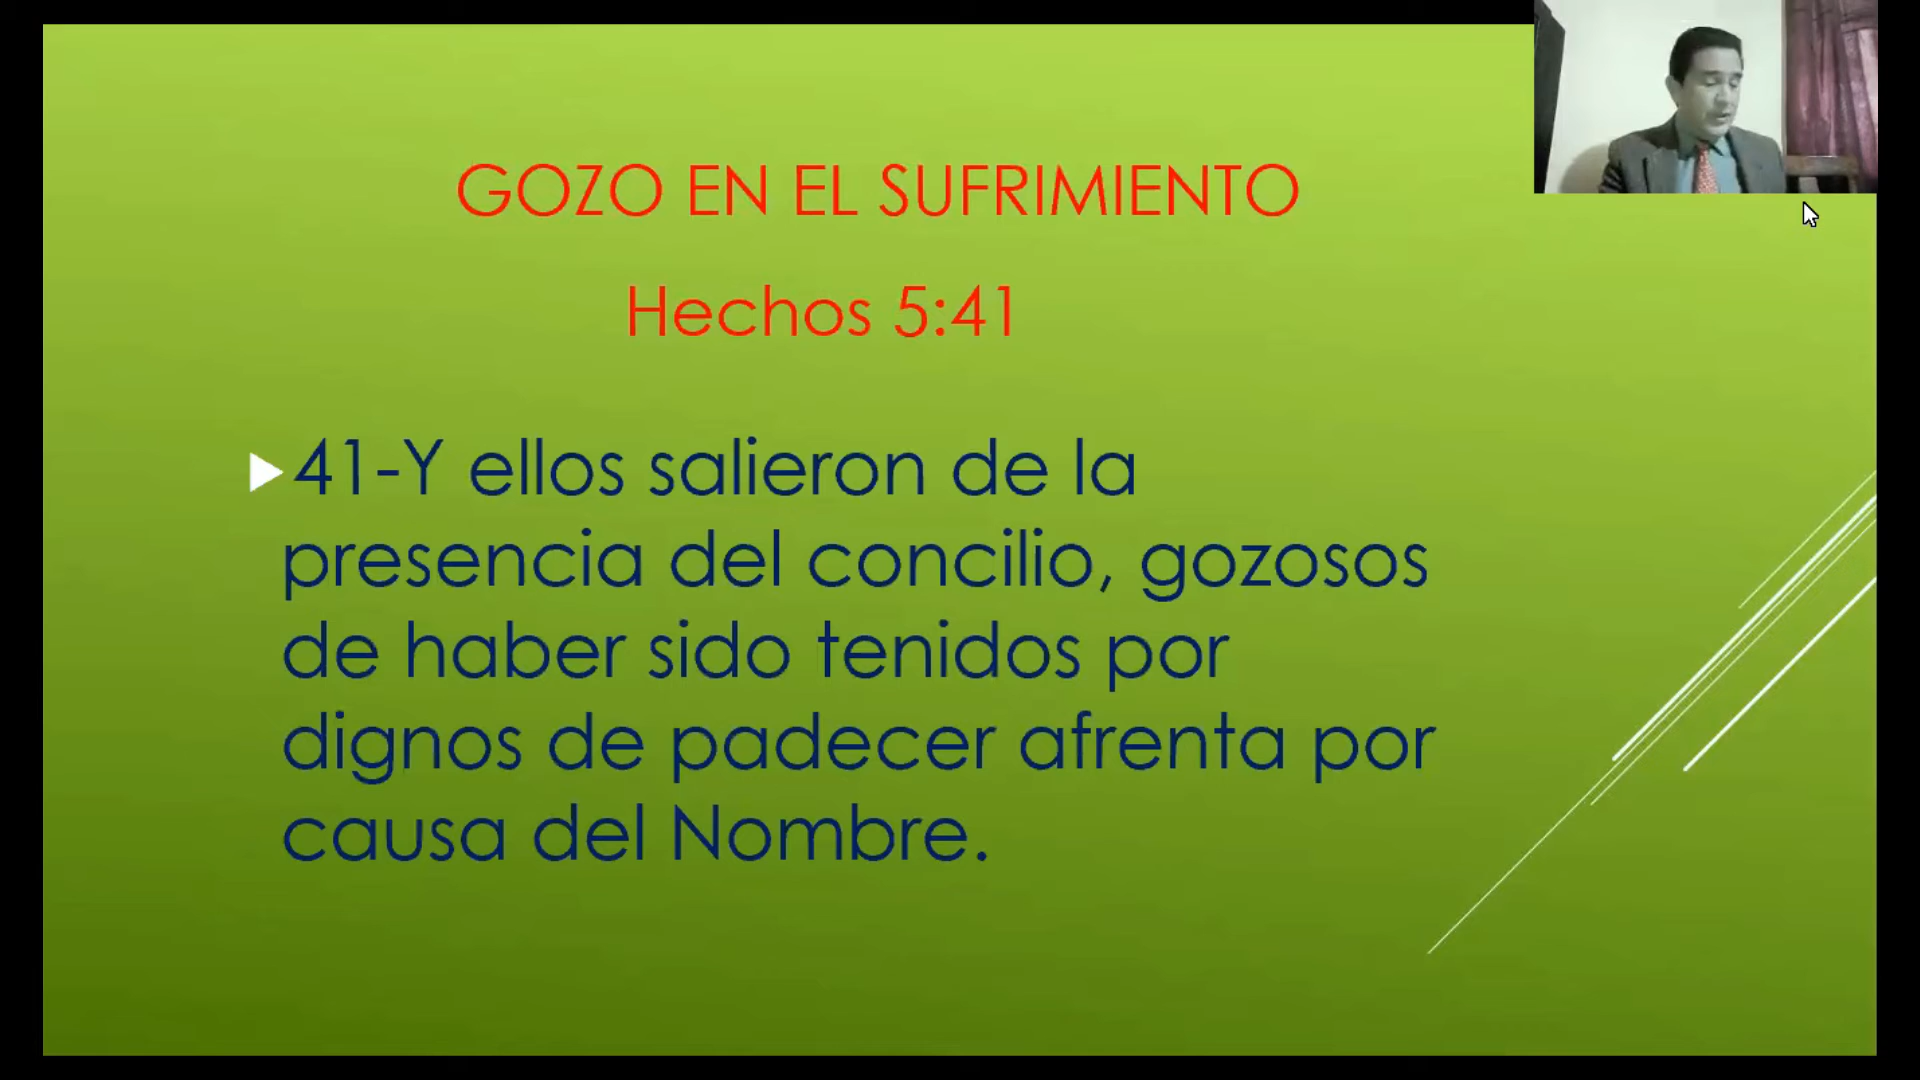 GOZO EN EL SUFRIMIENTO
Hechos 5:41
41-Y ellos salieron de la
presencia del concilio, gozosos
de haber sido tenidos por
dignos de padecer afrenta por
causa del Nombre.